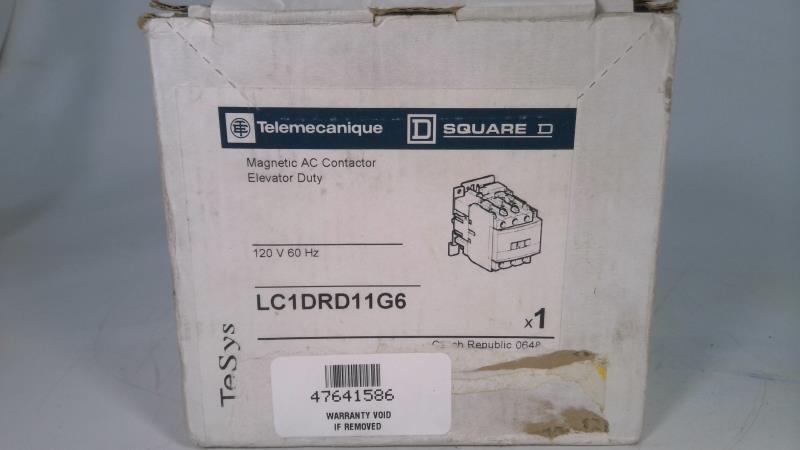 Telemecanique D SQUARE D
Magnetic AC Contactor
Elevator Duty
120 V 60 Hz
LC1DRD11G6
x1
Czech Republic 0648
TeSys
47641586
WARRANTY VOID
IF REMOVED